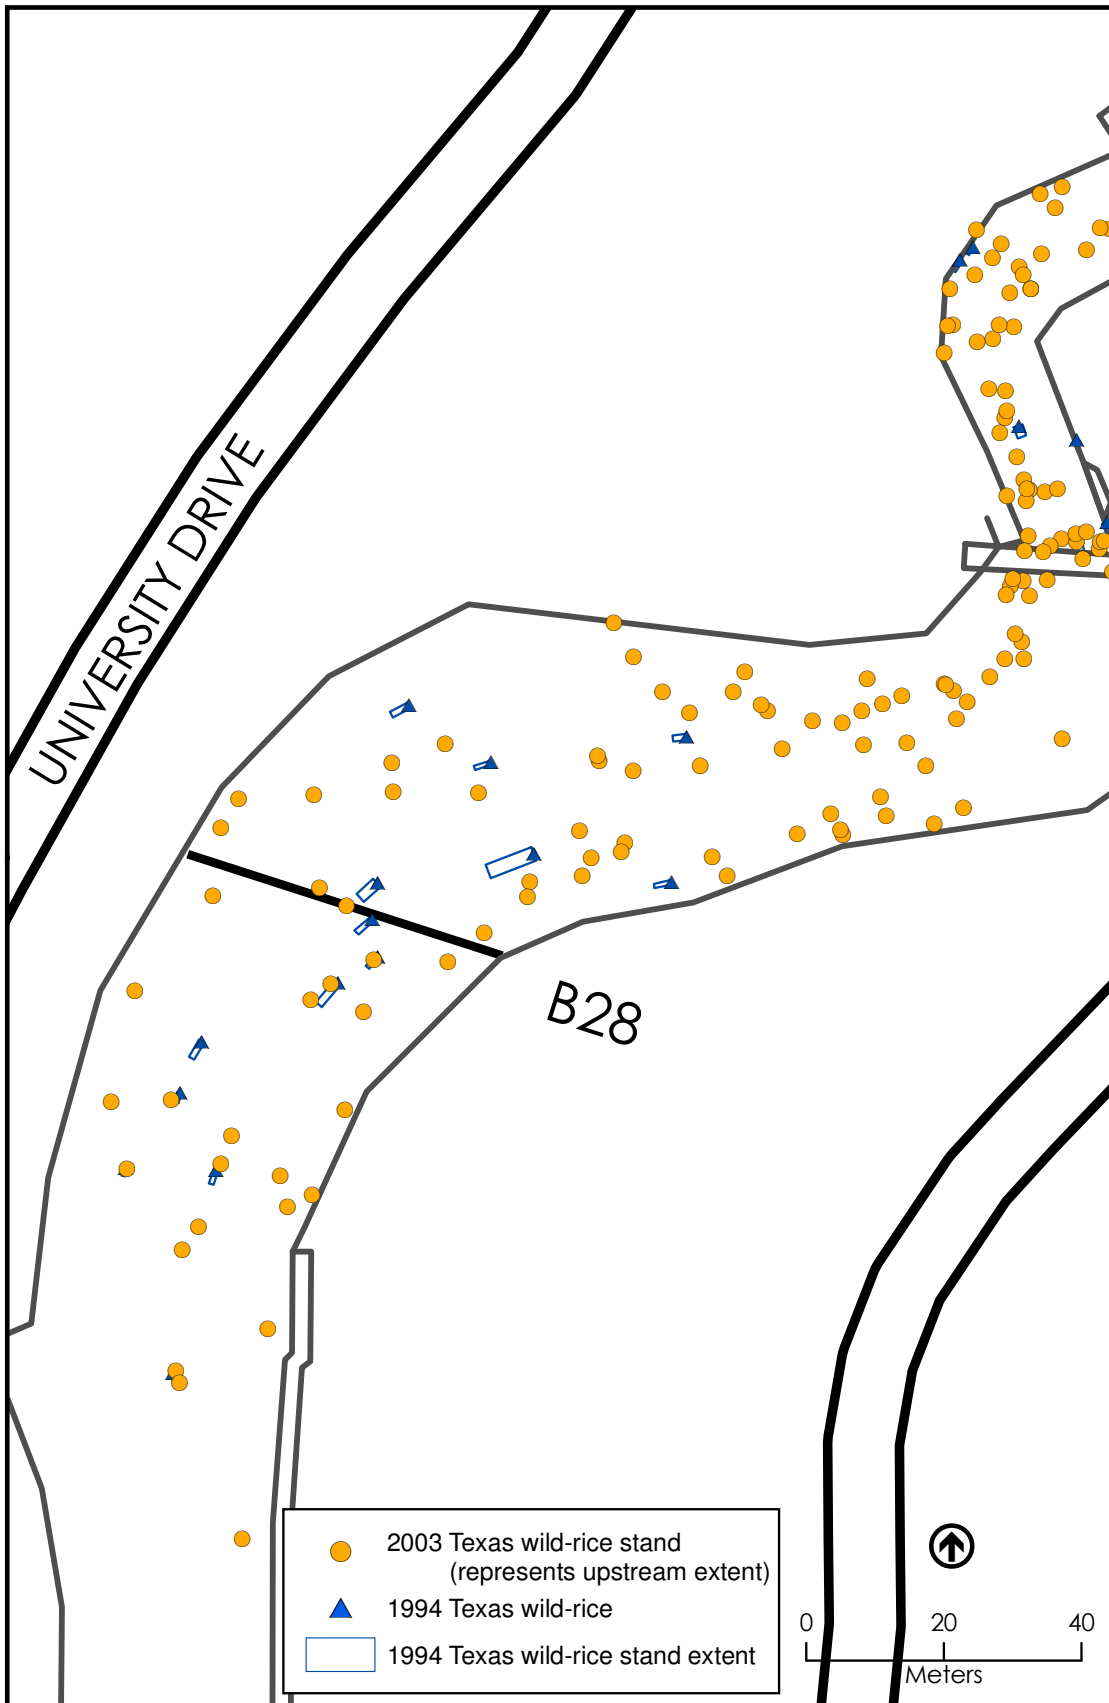 UNIVERSITY DRIVE
B28
2003 Texas wild-rice stand
(represents upstream extent)
1994 Texas wild-rice
1994 Texas wild-rice stand extent
0 20 40
Meters